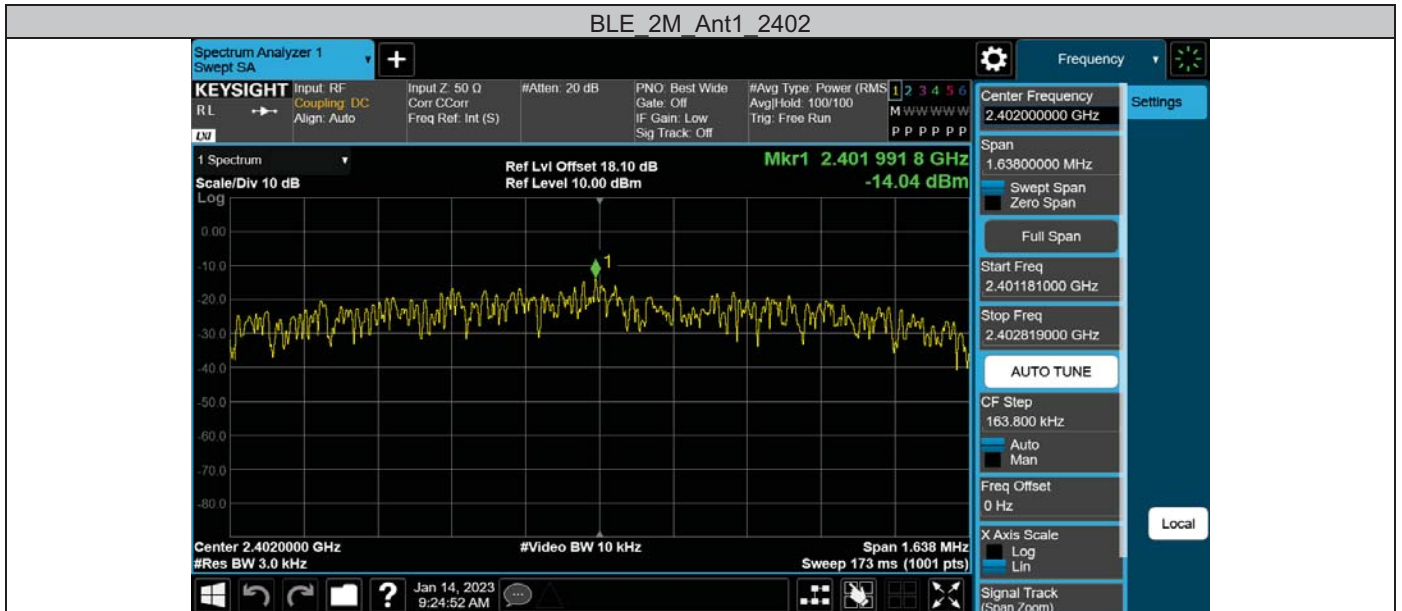 BLE_2M_Ant1_2402
Spectrum Analyzer 1
Swept SA
+
Frequency
KEYSIGHT
RL
LXI
Input: RF
Coupling: DC
Align: Auto
Input Z: 50 Ω
Corr CCorr
Freq Ref: Int (S)
#Atten: 20 dB
PNO: Best Wide
Gate: Off
IF Gain: Low
Sig Track: Off
#Avg Type: Power (RMS
Avg|Hold: 100/100
Trig: Free Run
1 2 3 4 5 6
M W W W W W
P P P P P P
1 Spectrum
Scale/Div 10 dB
Log
Ref Lvl Offset 18.10 dB
Ref Level 10.00 dBm
Mkr1 2.401 991 8 GHz
-14.04 dBm
0.00
-10.0
-20.0
-30.0
-40.0
-50.0
-60.0
-70.0
-80.0
1
Center 2.4020000 GHz
#Res BW 3.0 kHz
#Video BW 10 kHz
Span 1.638 MHz
Sweep 173 ms (1001 pts)
Center Frequency
2.402000000 GHz
Span
1.63800000 MHz
Swept Span
Zero Span
Full Span
Start Freq
2.401181000 GHz
Stop Freq
2.402819000 GHz
AUTO TUNE
CF Step
163.800 kHz
Auto
Man
Freq Offset
0 Hz
X Axis Scale
Log
Lin
Signal Track
(Span Zoom)
Settings
Local
?
Jan 14, 2023
9:24:52 AM